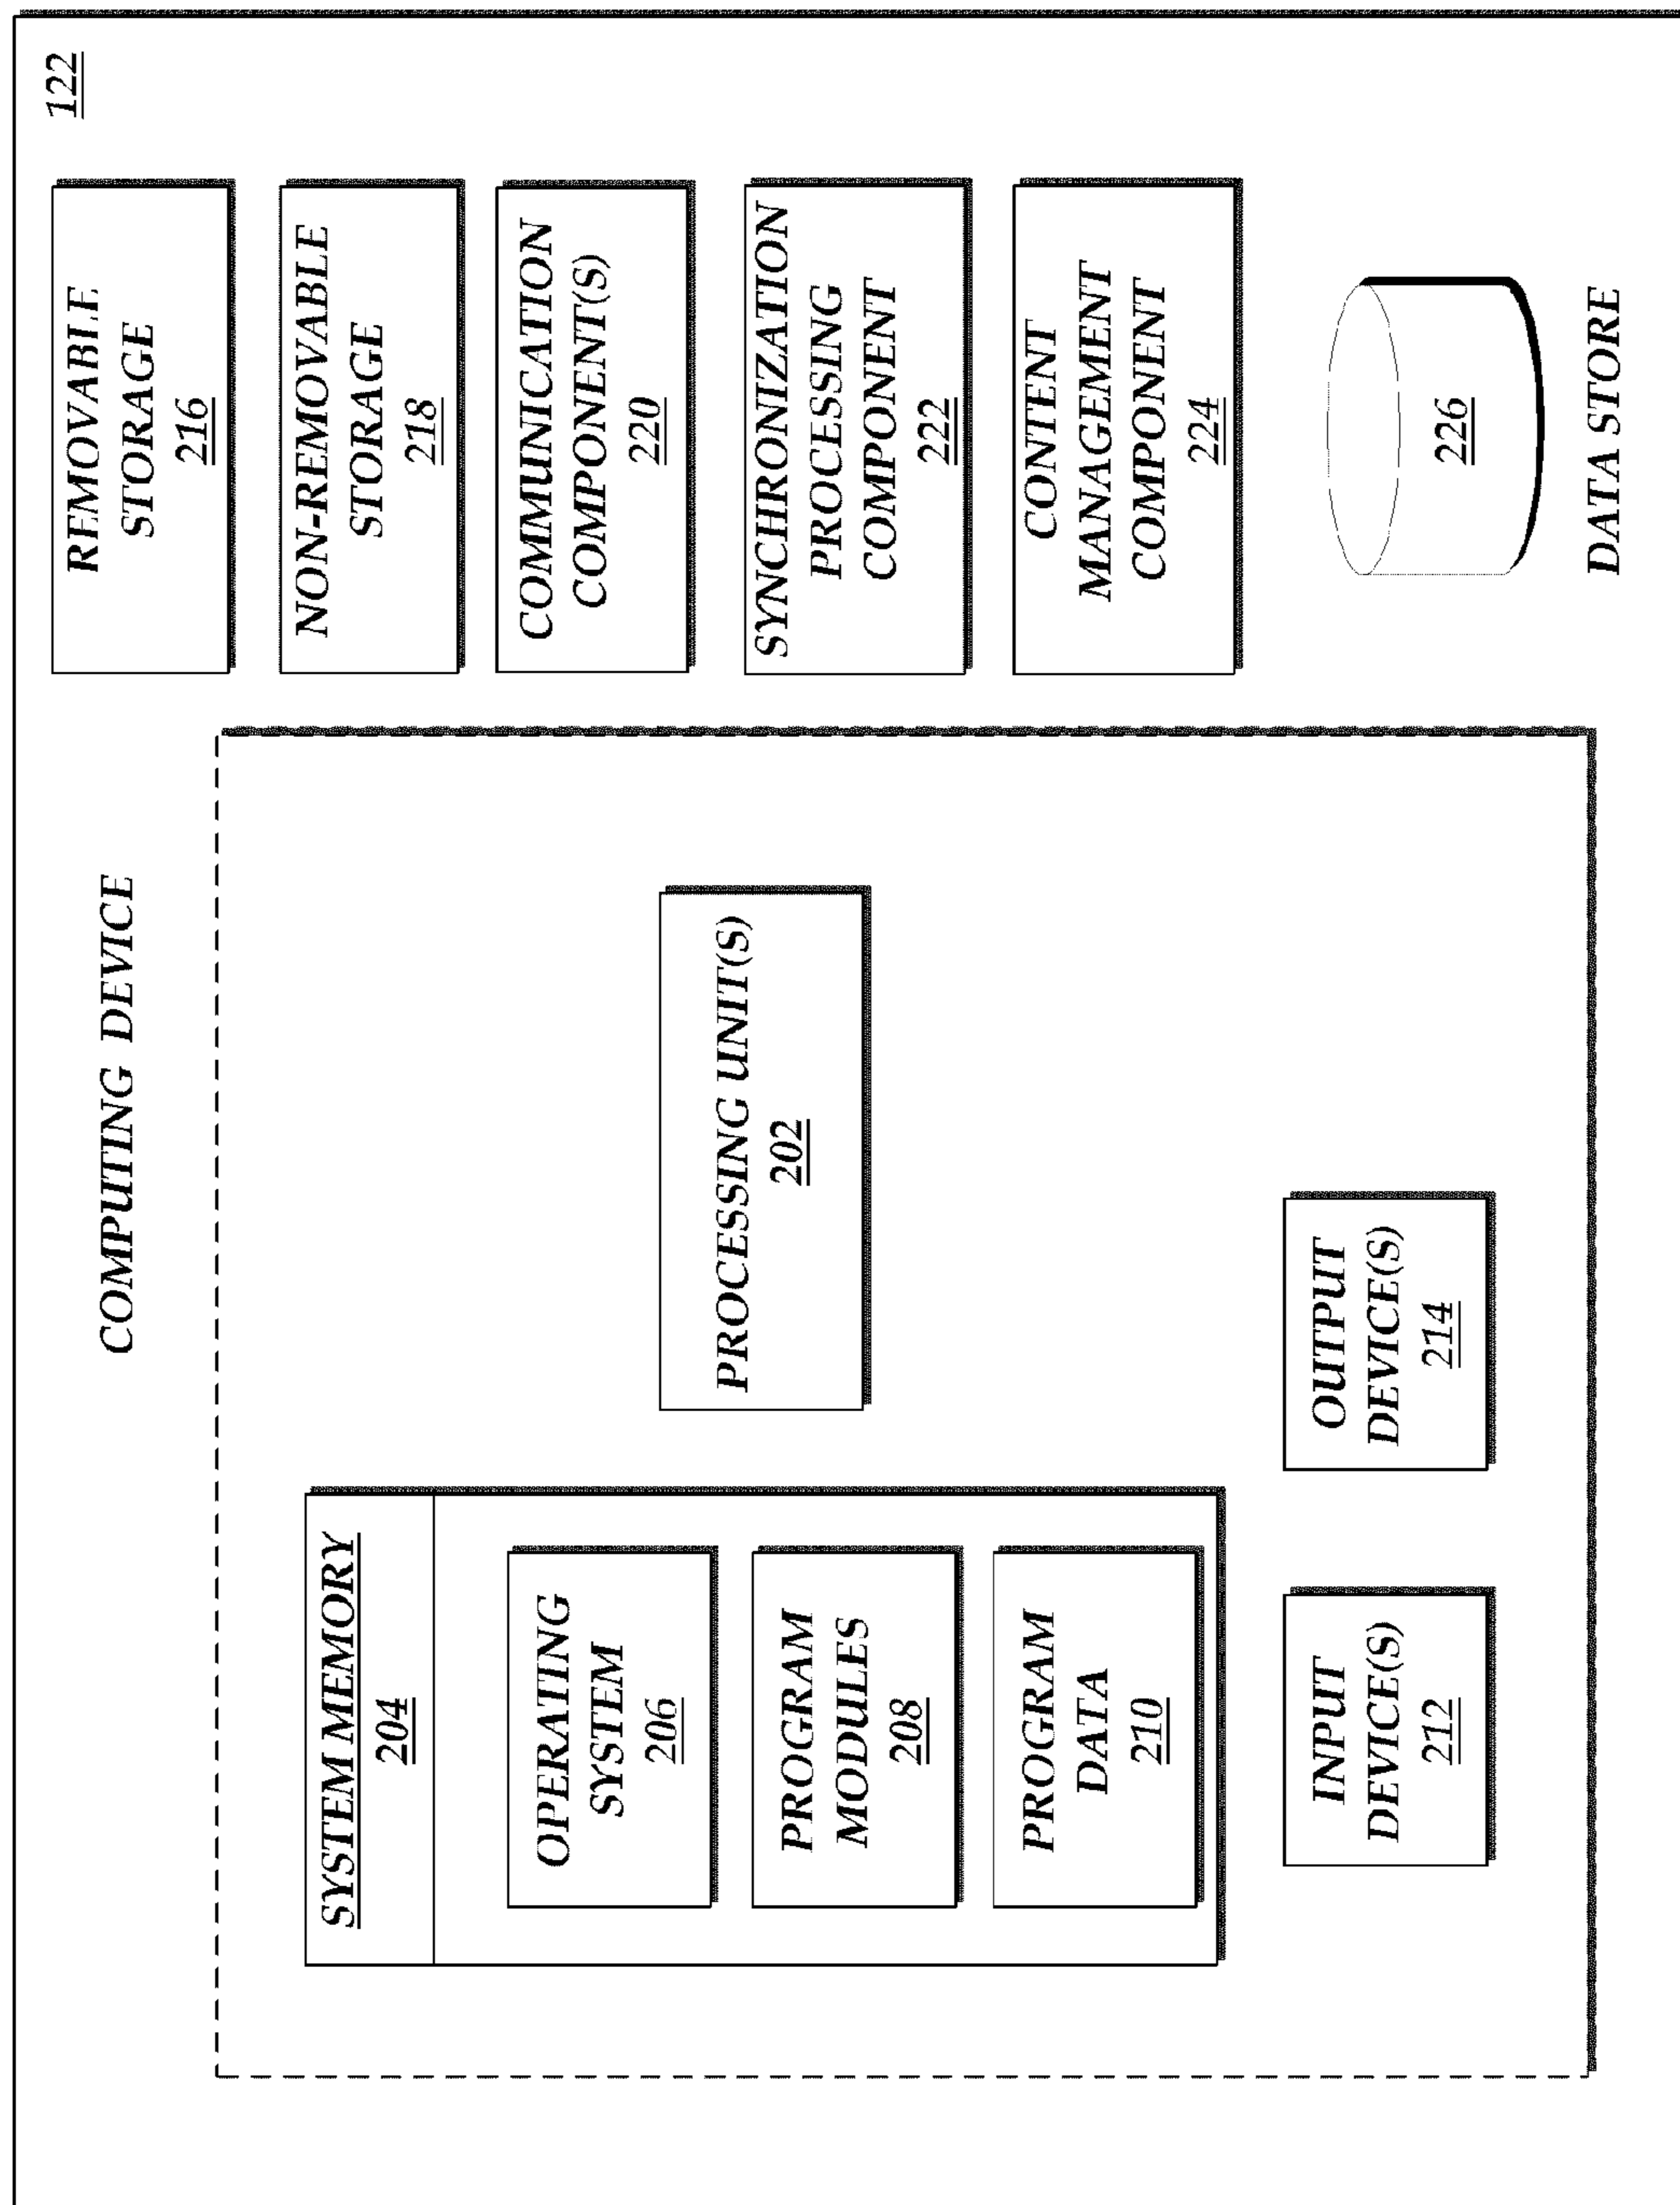 122
COMPUTING DEVICE
SYSTEM MEMORY
204
OPERATING
SYSTEM
206
PROGRAM
MODULES
208
PROGRAM
DATA
210
PROCESSING UNIT(S)
202
INPUT
DEVICE(S)
212
OUTPUT
DEVICE(S)
214
REMOVABLE
STORAGE
216
NON-REMOVABLE
STORAGE
218
COMMUNICATION
COMPONENT(S)
220
SYNCHRONIZATION
PROCESSING
COMPONENT
222
CONTENT
MANAGEMENT
COMPONENT
224
226
DATA STORE